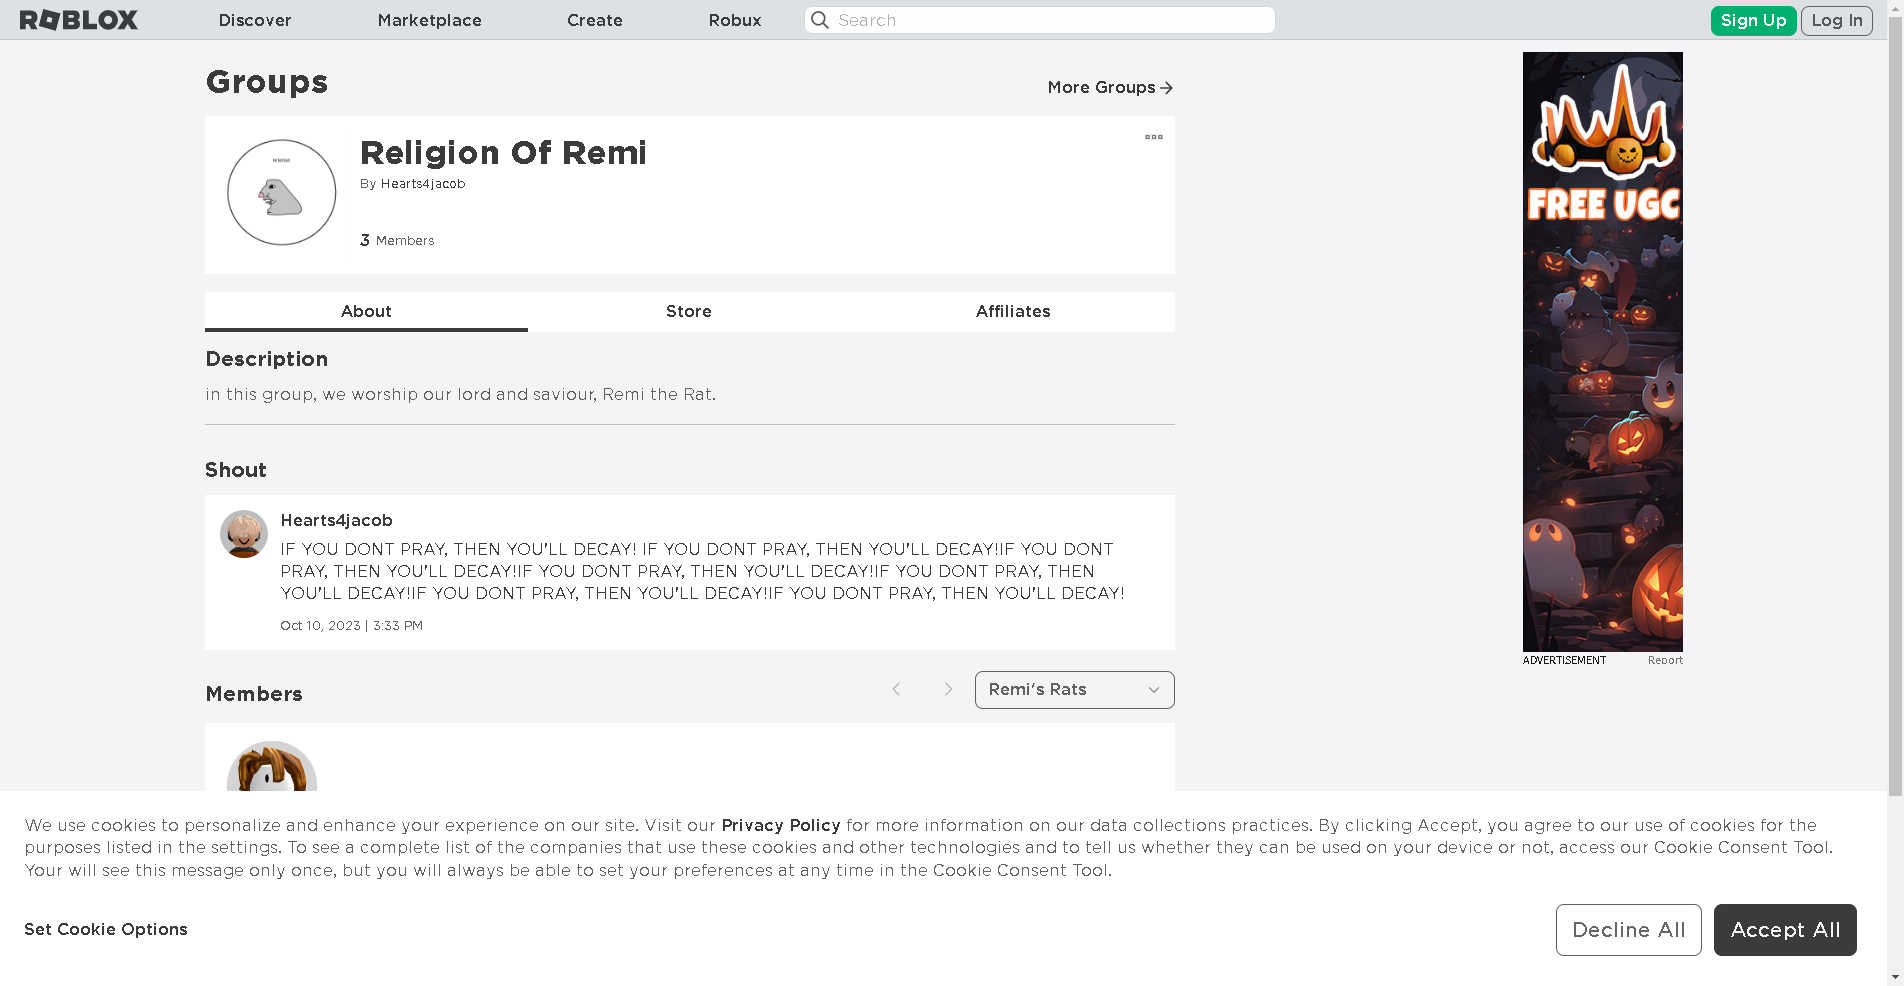 ROBLOX
Discover
Marketplace
Create
Robux
Search
Sign Up
Log In
Groups
More Groups
Religion Of Remi
By Hearts4jacob
3 Members
About
Store
Affiliates
Description
in this group, we worship our lord and saviour, Remi the Rat.
Shout
Hearts4jacob
IF YOU DONT PRAY, THEN YOU'LL DECAY! IF YOU DONT PRAY, THEN YOU'LL DECAY!IF YOU DONT
PRAY, THEN YOU'LL DECAY!IF YOU DONT PRAY, THEN YOU'LL DECAY!IF YOU DONT PRAY, THEN
YOU'LL DECAY!IF YOU DONT PRAY, THEN YOU'LL DECAY!IF YOU DONT PRAY, THEN YOU'LL DECAY!
Oct 10, 2023 | 3:33 PM
Members
Remi's Rats
FREE UGC
ADVERTISEMENT
Report
We use cookies to personalize and enhance your experience on our site. Visit our Privacy Policy for more information on our data collections practices. By clicking Accept, you agree to our use of cookies for the
purposes listed in the settings. To see a complete list of the companies that use these cookies and other technologies and to tell us whether they can be used on your device or not, access our Cookie Consent Tool.
Your will see this message only once, but you will always be able to set your preferences at any time in the Cookie Consent Tool.
Set Cookie Options
Decline All
Accept All